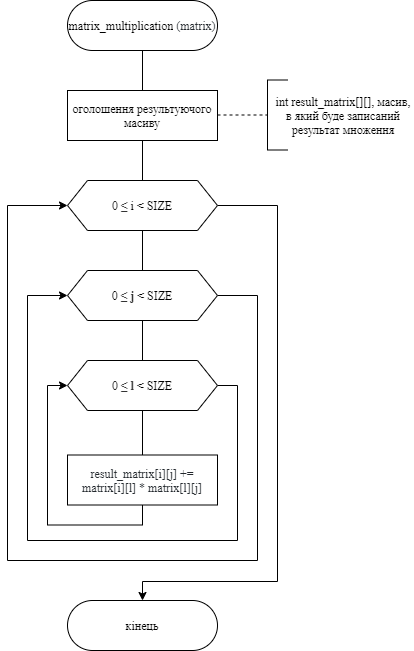 matrix_multiplication (matrix)
оголошення результуючого
масиву
int result_matrix[][], масив,
в який буде записаний
результат множення
0 ≤ i < SIZE
0 ≤ j < SIZE
0 ≤ l < SIZE
result_matrix[i][j] +=
matrix[i][l] * matrix[l][j]
кінець